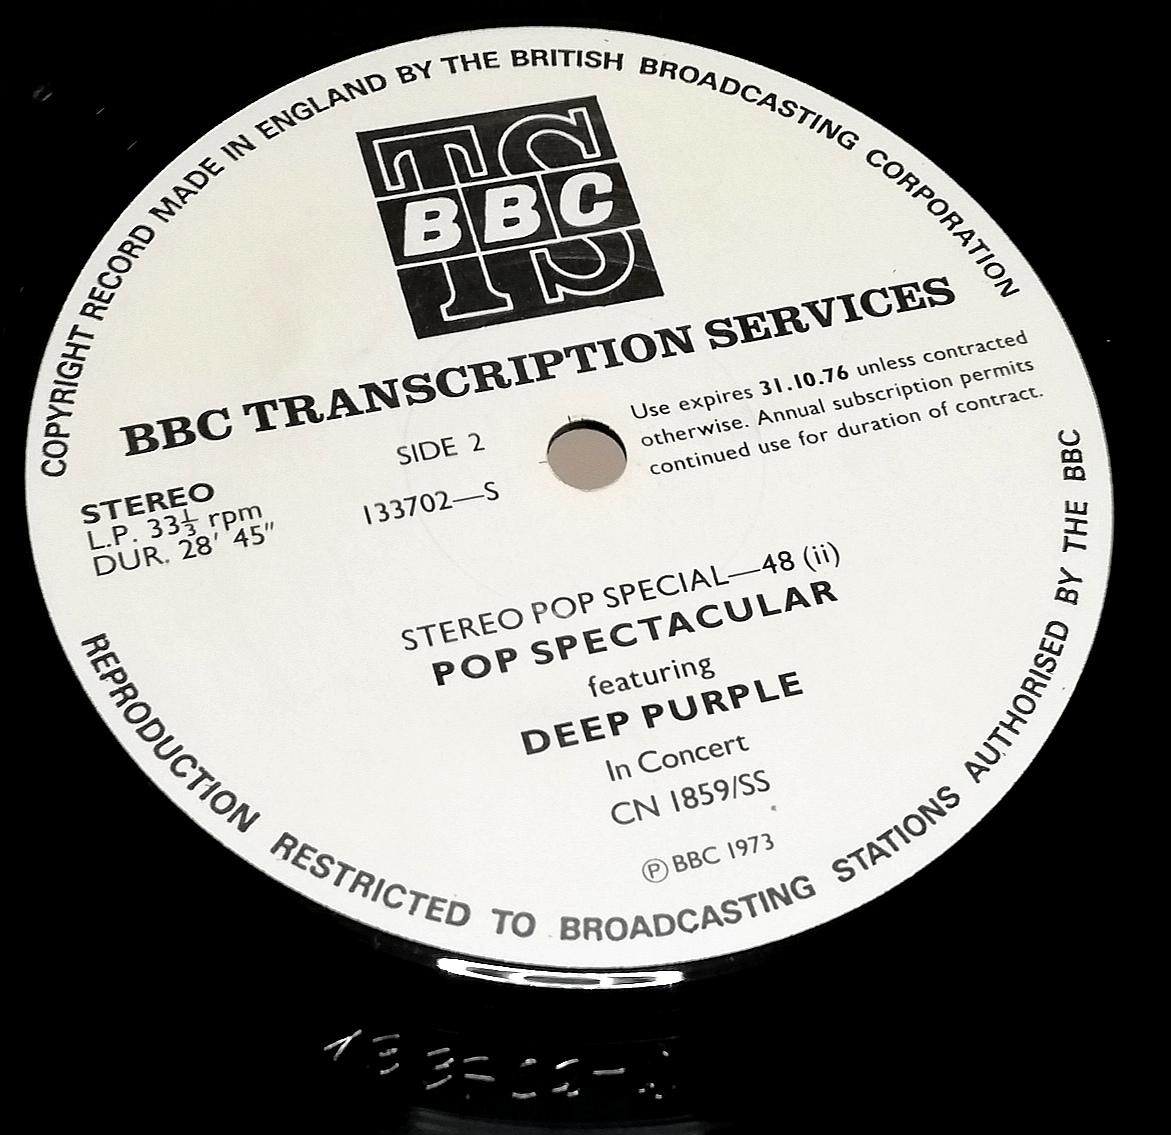 COPYRIGHT RECORD MADE IN ENGLAND BY THE BRITISH BROADCASTING CORPORATION
TS
BBC
BBC TRANSCRIPTION SERVICES
SIDE 2
Use expires 31.10.76 unless contracted
otherwise. Annual subscription permits
continued use for duration of contract.
STEREO
L.P. 33⅓ rpm
DUR. 28' 45"
133702—S
STEREO POP SPECIAL—48 (ii)
POP SPECTACULAR
featuring
DEEP PURPLE
In Concert
CN 1859/SS
Ⓟ BBC 1973
REPRODUCTION RESTRICTED TO BROADCASTING STATIONS AUTHORISED BY THE BBC